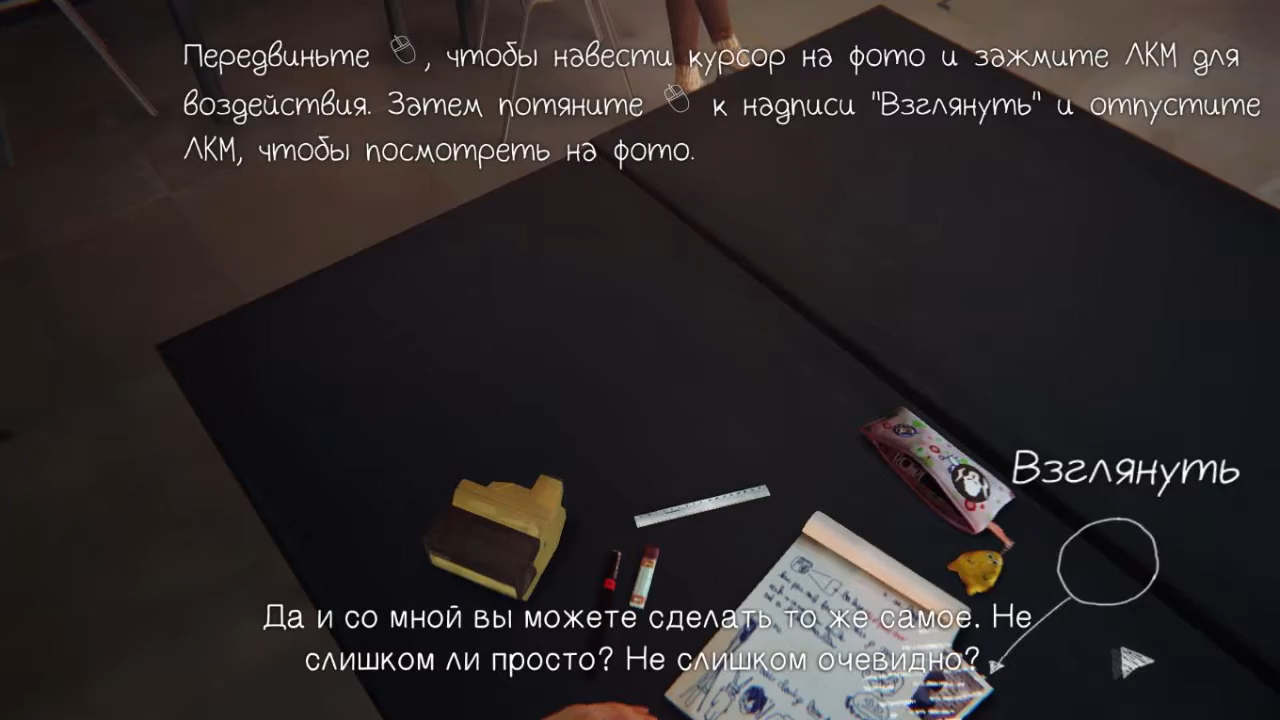 Передвиньте , чтобы навести курсор на фото и зажмите ЛКМ для
воздействия. Затем потяните к надписи "Взглянуть" и отпустите
ЛКМ, чтобы посмотреть на фото.
Взглянуть
Да и со мной вы можете сделать то же самое. Не
слишком ли просто? Не слишком очевидно?